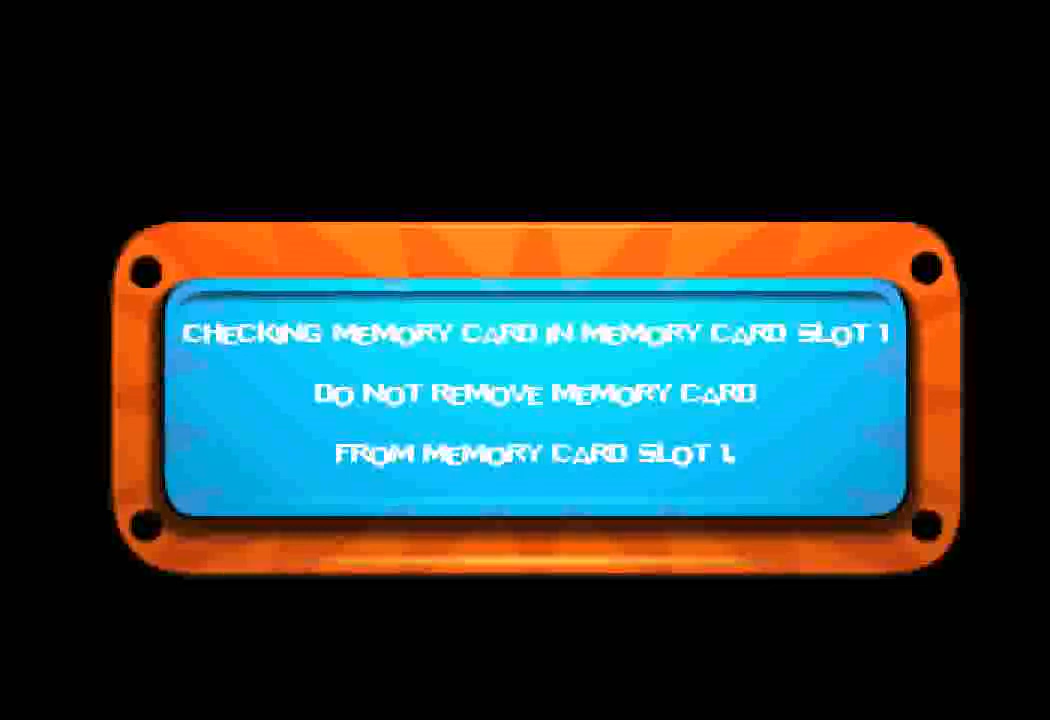 CHECKING MEMORY CARD IN MEMORY CARD SLOT 1
DO NOT REMOVE MEMORY CARD
FROM MEMORY CARD SLOT 1.